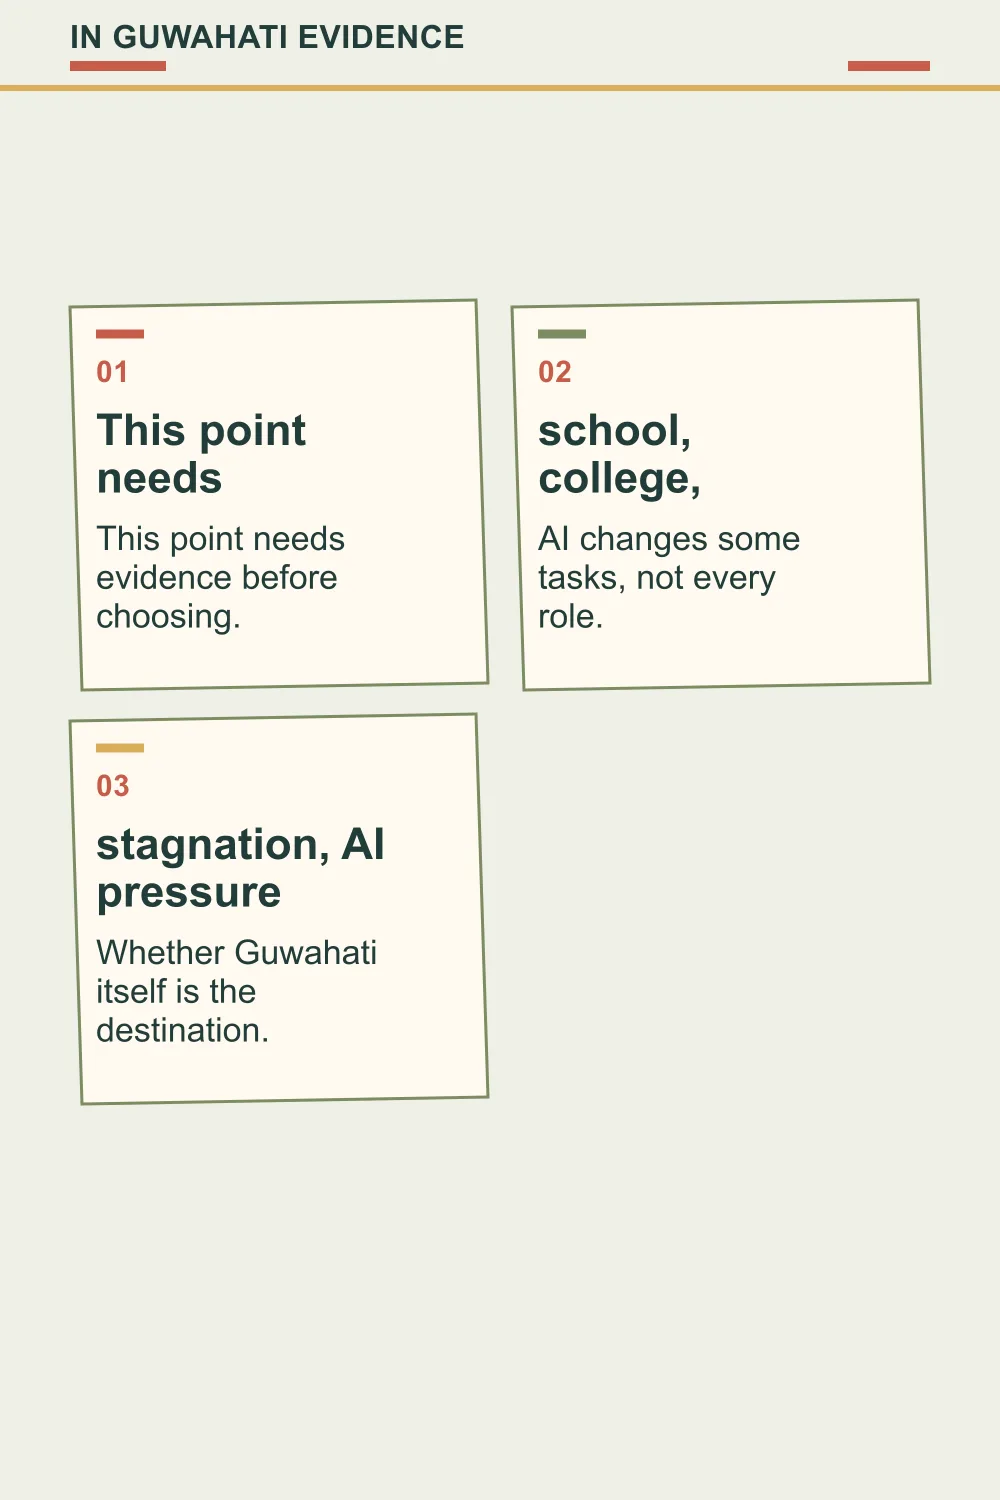 IN GUWAHATI EVIDENCE
01
This point
needs
This point needs
evidence before
choosing.
02
school,
college,
AI changes some
tasks, not every
role.
03
stagnation, AI
pressure
Whether Guwahati
itself is the
destination.